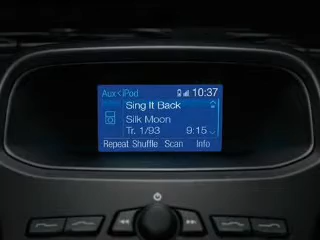 Aux<iPod 10:37
Sing It Back
Silk Moon
Tr. 1/93 9:15
Repeat Shuffle Scan Info